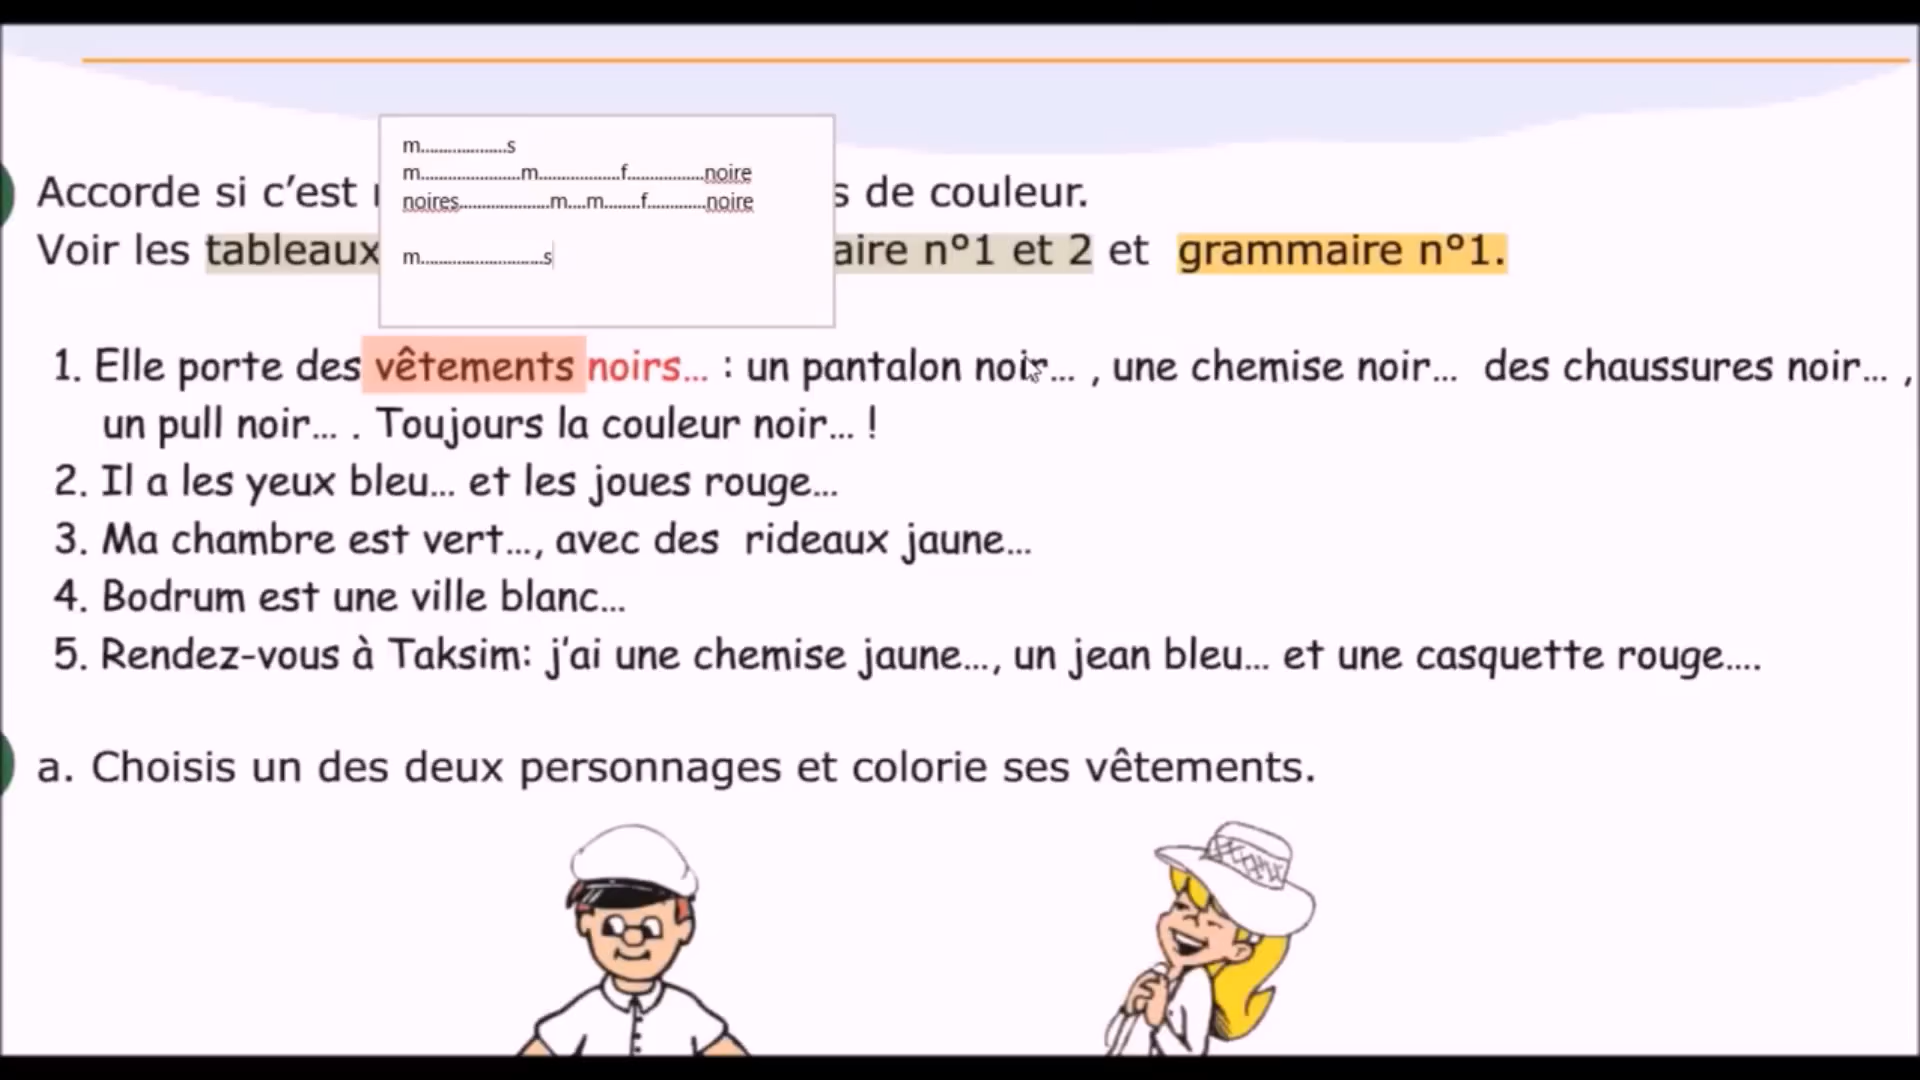 m...................s
m......................m..................f.................noire
noires....................m....m........f.............noire
m...........................s
Accorde si c’est s de couleur.
Voir les tableaux aire n°1 et 2 et grammaire n°1.
1. Elle porte des vêtements noirs... : un pantalon noir... , une chemise noir... des chaussures noir... ,
un pull noir... . Toujours la couleur noir... !
2. Il a les yeux bleu... et les joues rouge...
3. Ma chambre est vert..., avec des rideaux jaune...
4. Bodrum est une ville blanc...
5. Rendez-vous à Taksim: j’ai une chemise jaune..., un jean bleu... et une casquette rouge....
a. Choisis un des deux personnages et colorie ses vêtements.